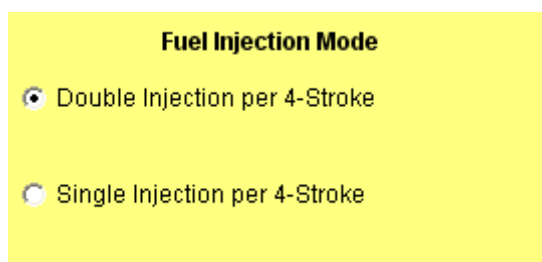 Fuel Injection Mode
Double Injection per 4-Stroke
Single Injection per 4-Stroke